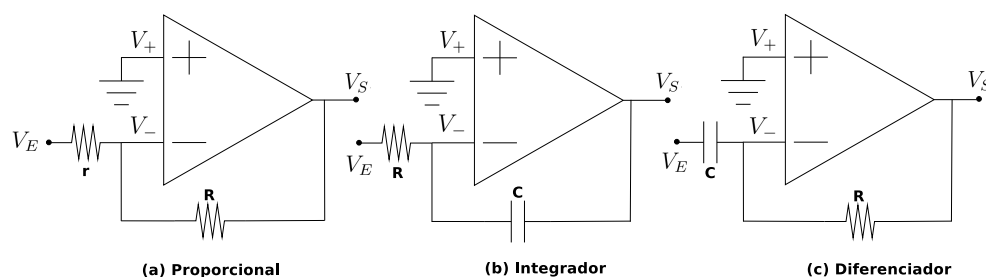 V+
V−
VE
VS
r
R
(a) Proporcional
V+
V−
VE
VS
R
C
(b) Integrador
V+
V−
VE
VS
C
R
(c) Diferenciador